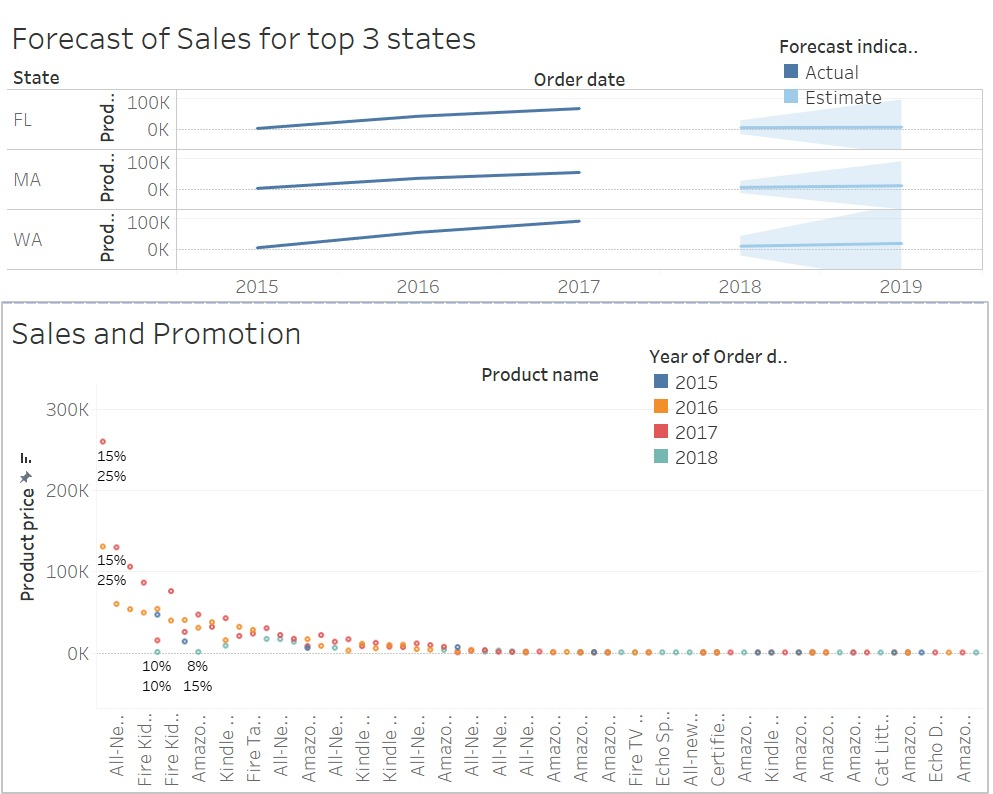 Forecast of Sales for top 3 states
Forecast indica..
Actual
Estimate
State
Order date
FL
Prod..
100K
0K
MA
Prod..
100K
0K
WA
Prod..
100K
0K
2015 2016 2017 2018 2019
Sales and Promotion
Year of Order d..
2015
2016
2017
2018
Product name
Product price
300K
200K
100K
0K
15%
25%
15%
25%
10% 8%
10% 15%
All-Ne..
Fire Kid..
Fire Kid..
Amazo..
Kindle ..
Fire Ta..
All-Ne..
Amazo..
All-Ne..
Kindle ..
Kindle ..
All-Ne..
Amazo..
All-Ne..
All-Ne..
All-Ne..
Amazo..
Amazo..
Amazo..
Fire TV ..
Echo Sp..
All-new..
Certifie..
Amazo..
Kindle ..
Amazo..
Amazo..
Amazo..
Cat Litt..
Amazo..
Echo D..
Amazo..